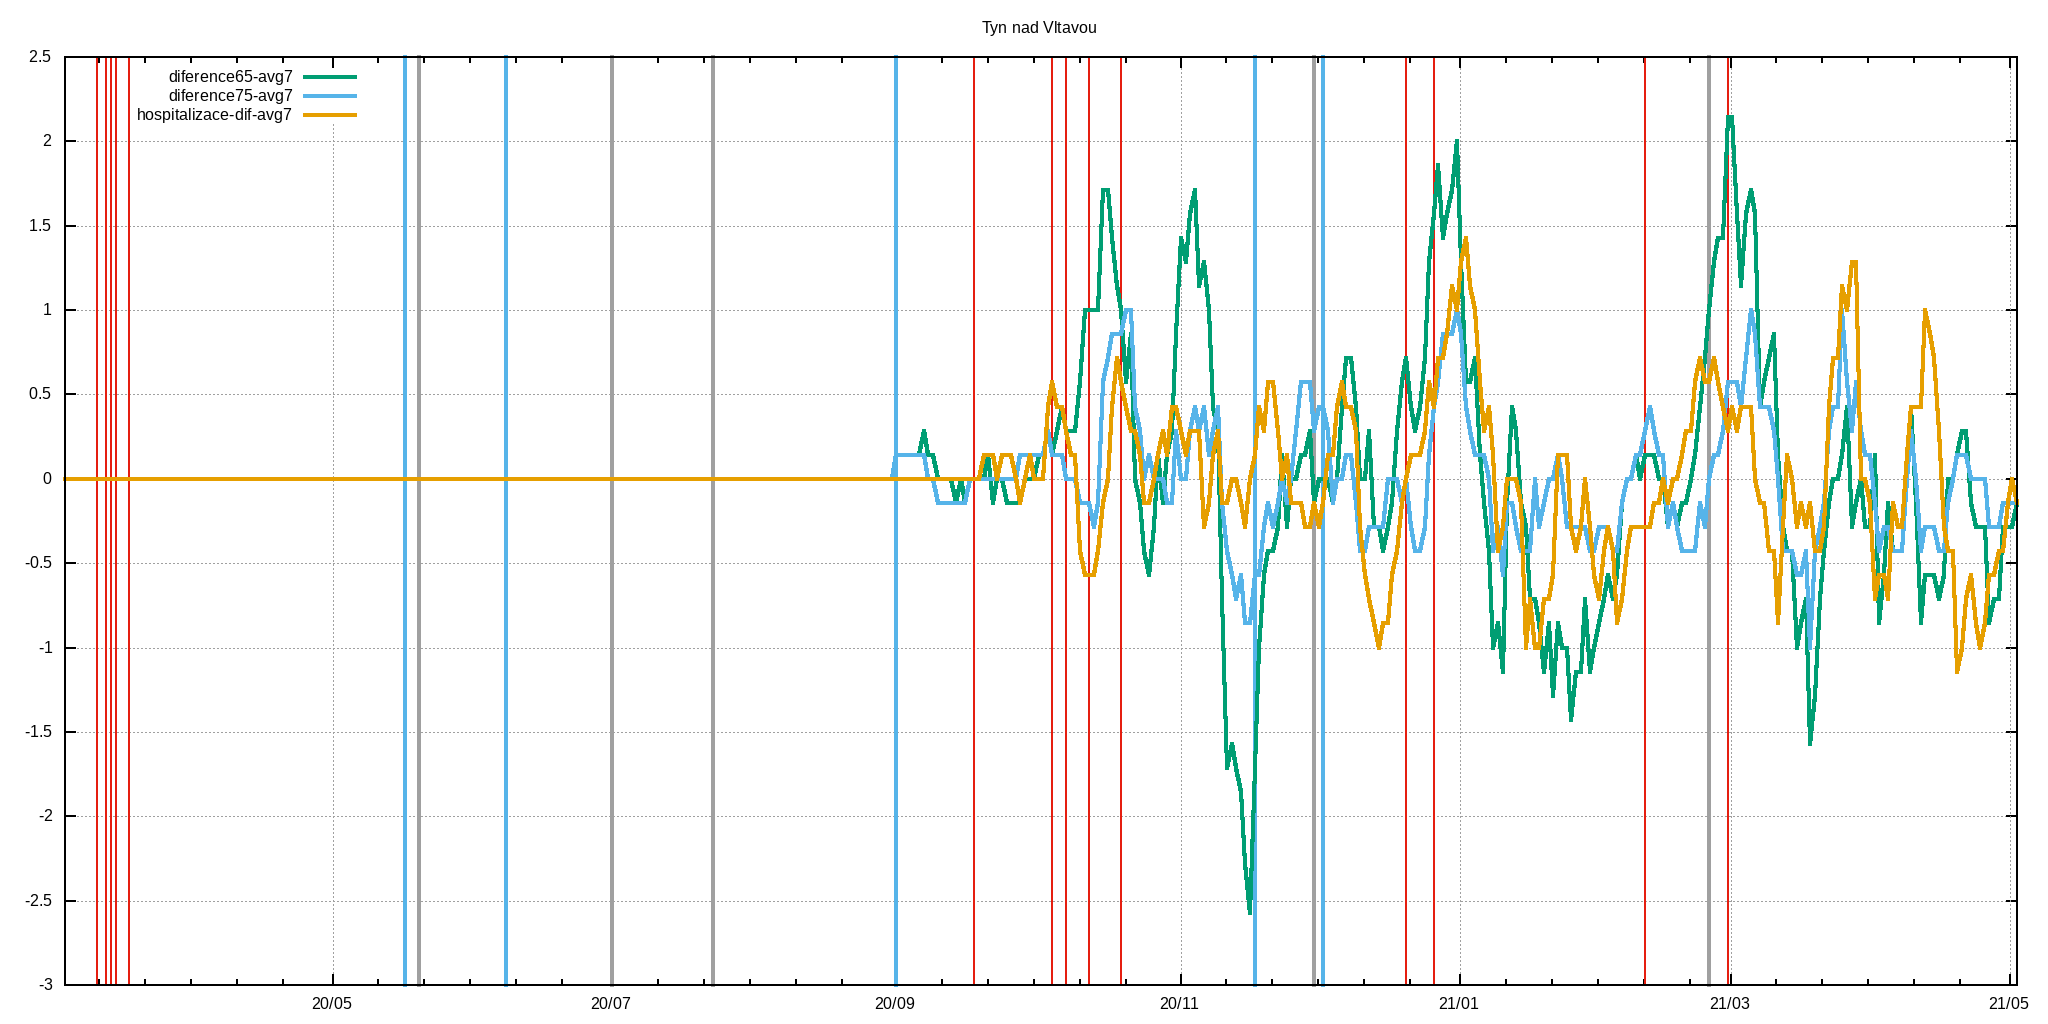 Tyn nad Vltavou
diference65-avg7
diference75-avg7
hospitalizace-dif-avg7
2.5
2
1.5
1
0.5
0
-0.5
-1
-1.5
-2
-2.5
-3
20/05 20/07 20/09 20/11 21/01 21/03 21/05